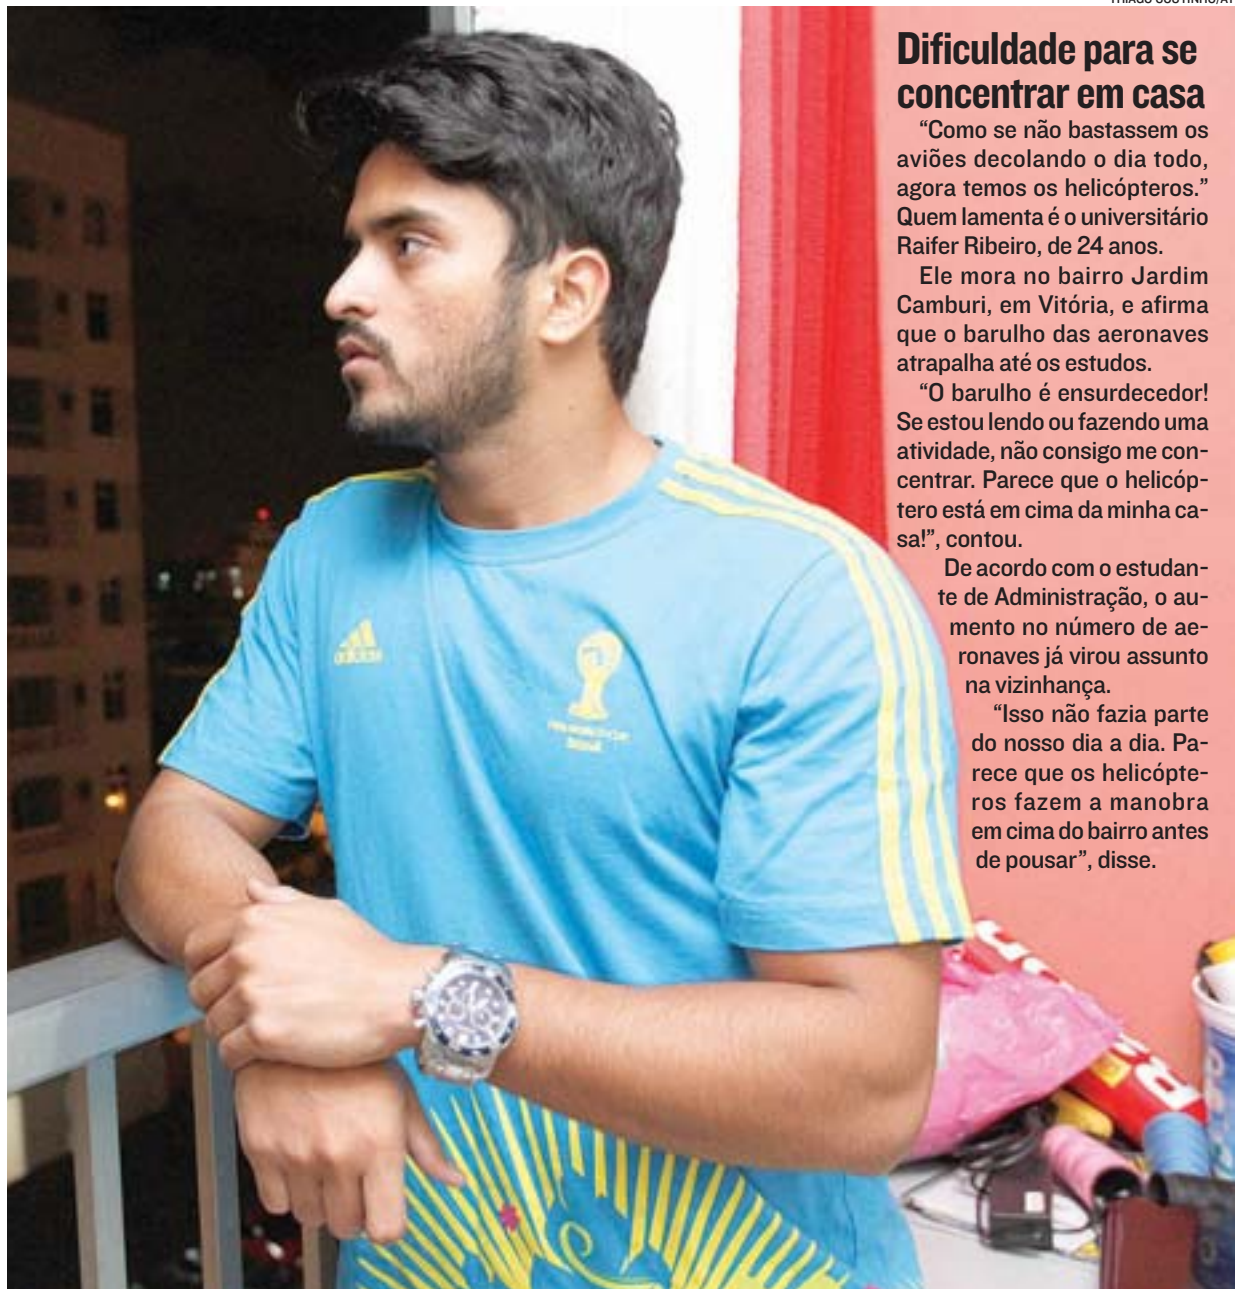 Dificuldade para se
concentrar em casa
“Como se não bastassem os
aviões decolando o dia todo,
agora temos os helicópteros.”
Quem lamenta é o universitário
Raifer Ribeiro, de 24 anos.
Ele mora no bairro Jardim
Camburi, em Vitória, e afirma
que o barulho das aeronaves
atrapalha até os estudos.
“O barulho é ensurdecedor!
Se estou lendo ou fazendo uma
atividade, não consigo me con-
centrar. Parece que o helicóp-
tero está em cima da minha ca-
sa!”, contou.
De acordo com o estudan-
te de Administração, o au-
mento no número de ae-
ronaves já virou assunto
na vizinhança.
“Isso não fazia parte
do nosso dia a dia. Pa-
rece que os helicópte-
ros fazem a manobra
em cima do bairro antes
de pousar”, disse.
adidas
FIFA WORLD CUP
Brasil